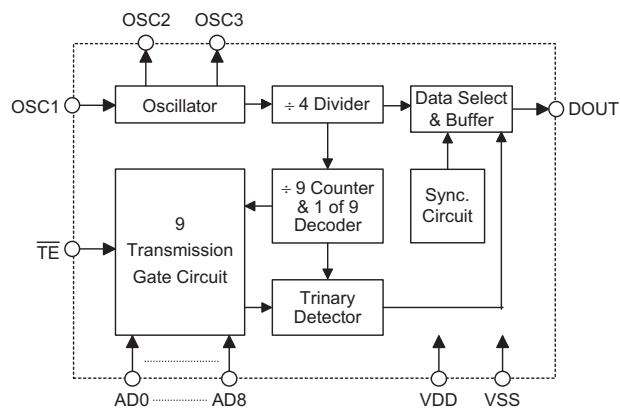 OSC2
OSC3
OSC1
Oscillator
÷ 4 Divider
Data Select
& Buffer
DOUT
÷ 9 Counter
& 1 of 9
Decoder
Sync.
Circuit
9
Transmission
Gate Circuit
TE
Trinary
Detector
AD0
AD8
VDD
VSS